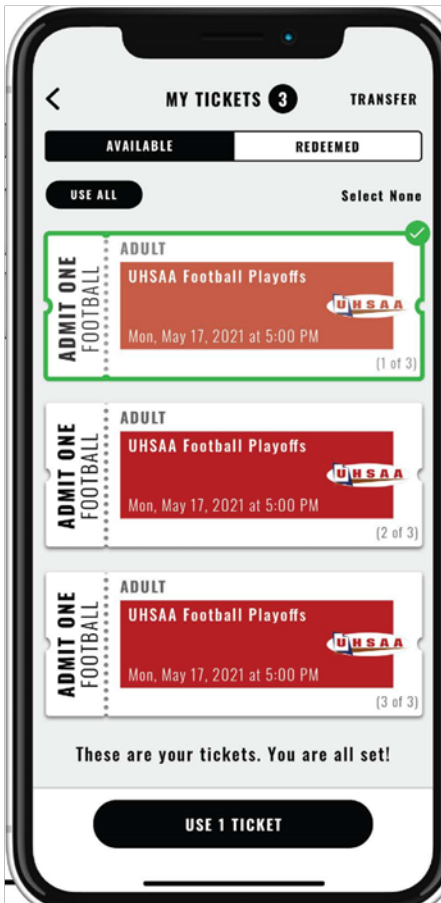 MY TICKETS 3
TRANSFER
AVAILABLE
REDEEMED
USE ALL
Select None
ADMIT ONE
FOOTBALL
ADULT
UHSAA Football Playoffs
UHSAA
Mon, May 17, 2021 at 5:00 PM
(1 of 3)
ADMIT ONE
FOOTBALL
ADULT
UHSAA Football Playoffs
UHSAA
Mon, May 17, 2021 at 5:00 PM
(2 of 3)
ADMIT ONE
FOOTBALL
ADULT
UHSAA Football Playoffs
UHSAA
Mon, May 17, 2021 at 5:00 PM
(3 of 3)
These are your tickets. You are all set!
USE 1 TICKET